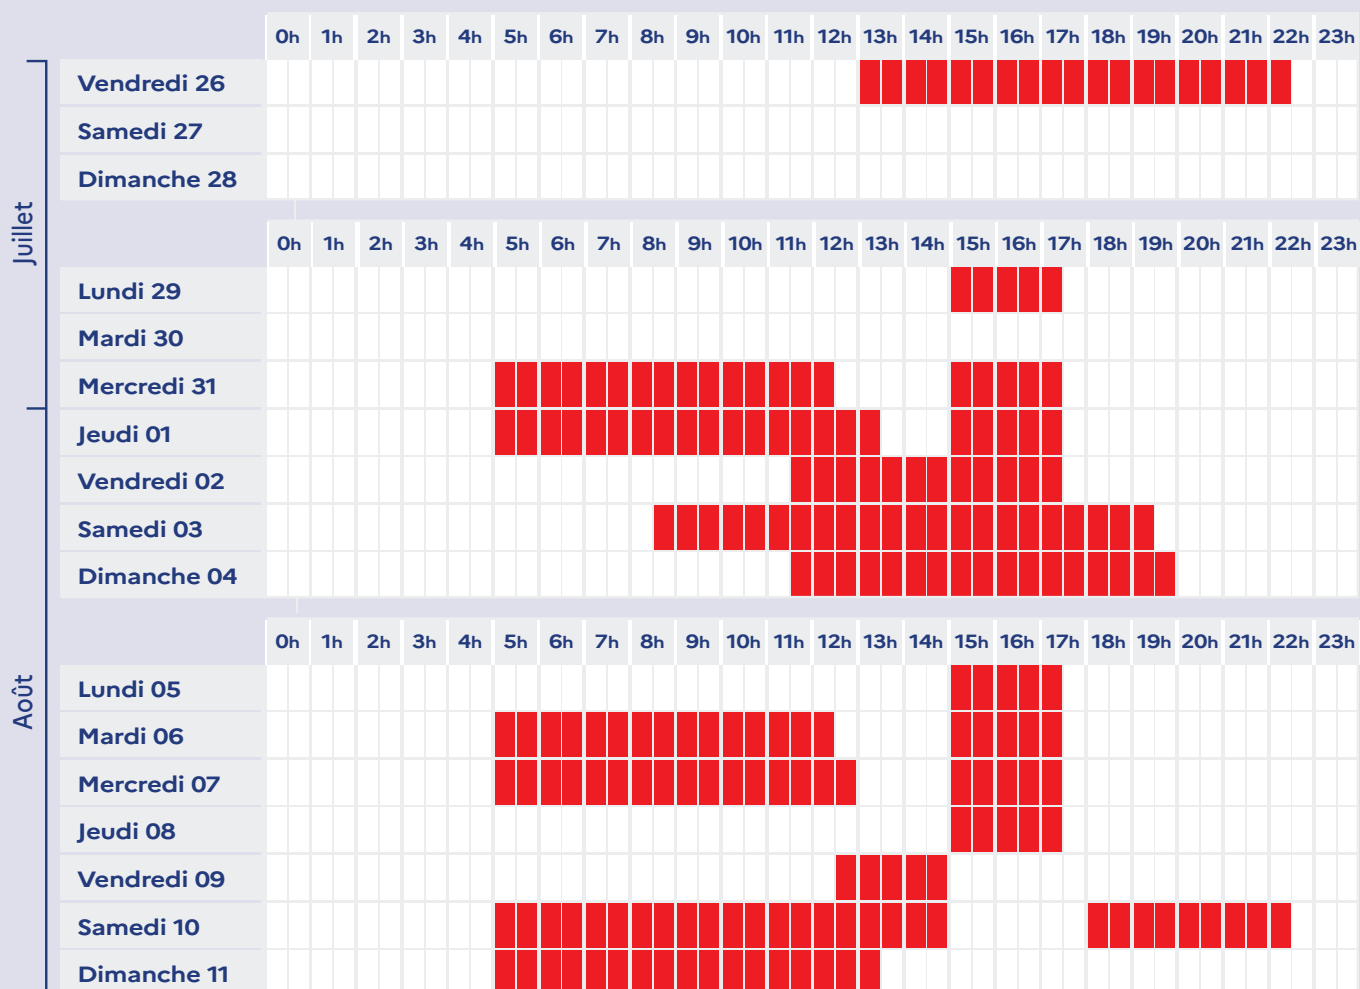 0h 1h 2h 3h 4h 5h 6h 7h 8h 9h 10h 11h 12h 13h 14h 15h 16h 17h 18h 19h 20h 21h 22h 23h
Juillet
Vendredi 26
Samedi 27
Dimanche 28
0h 1h 2h 3h 4h 5h 6h 7h 8h 9h 10h 11h 12h 13h 14h 15h 16h 17h 18h 19h 20h 21h 22h 23h
Lundi 29
Mardi 30
Mercredi 31
Août
Jeudi 01
Vendredi 02
Samedi 03
Dimanche 04
0h 1h 2h 3h 4h 5h 6h 7h 8h 9h 10h 11h 12h 13h 14h 15h 16h 17h 18h 19h 20h 21h 22h 23h
Lundi 05
Mardi 06
Mercredi 07
Jeudi 08
Vendredi 09
Samedi 10
Dimanche 11